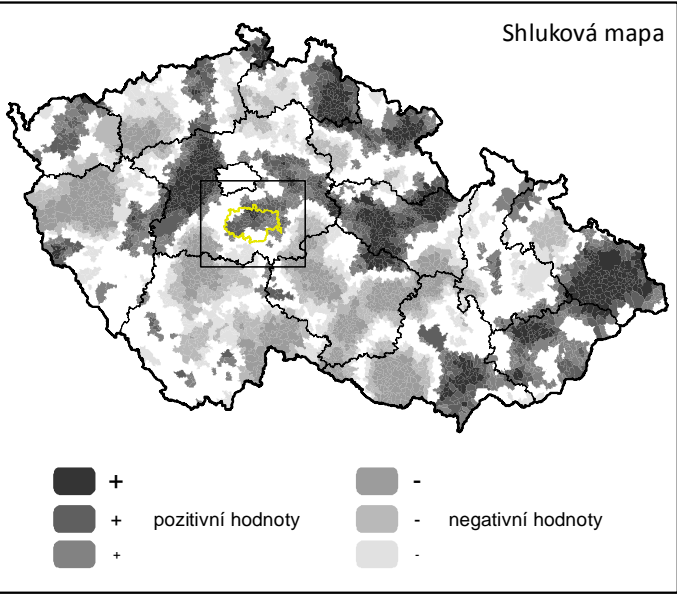 Shluková mapa
+ -
+ pozitivní hodnoty - negativní hodnoty
+ -